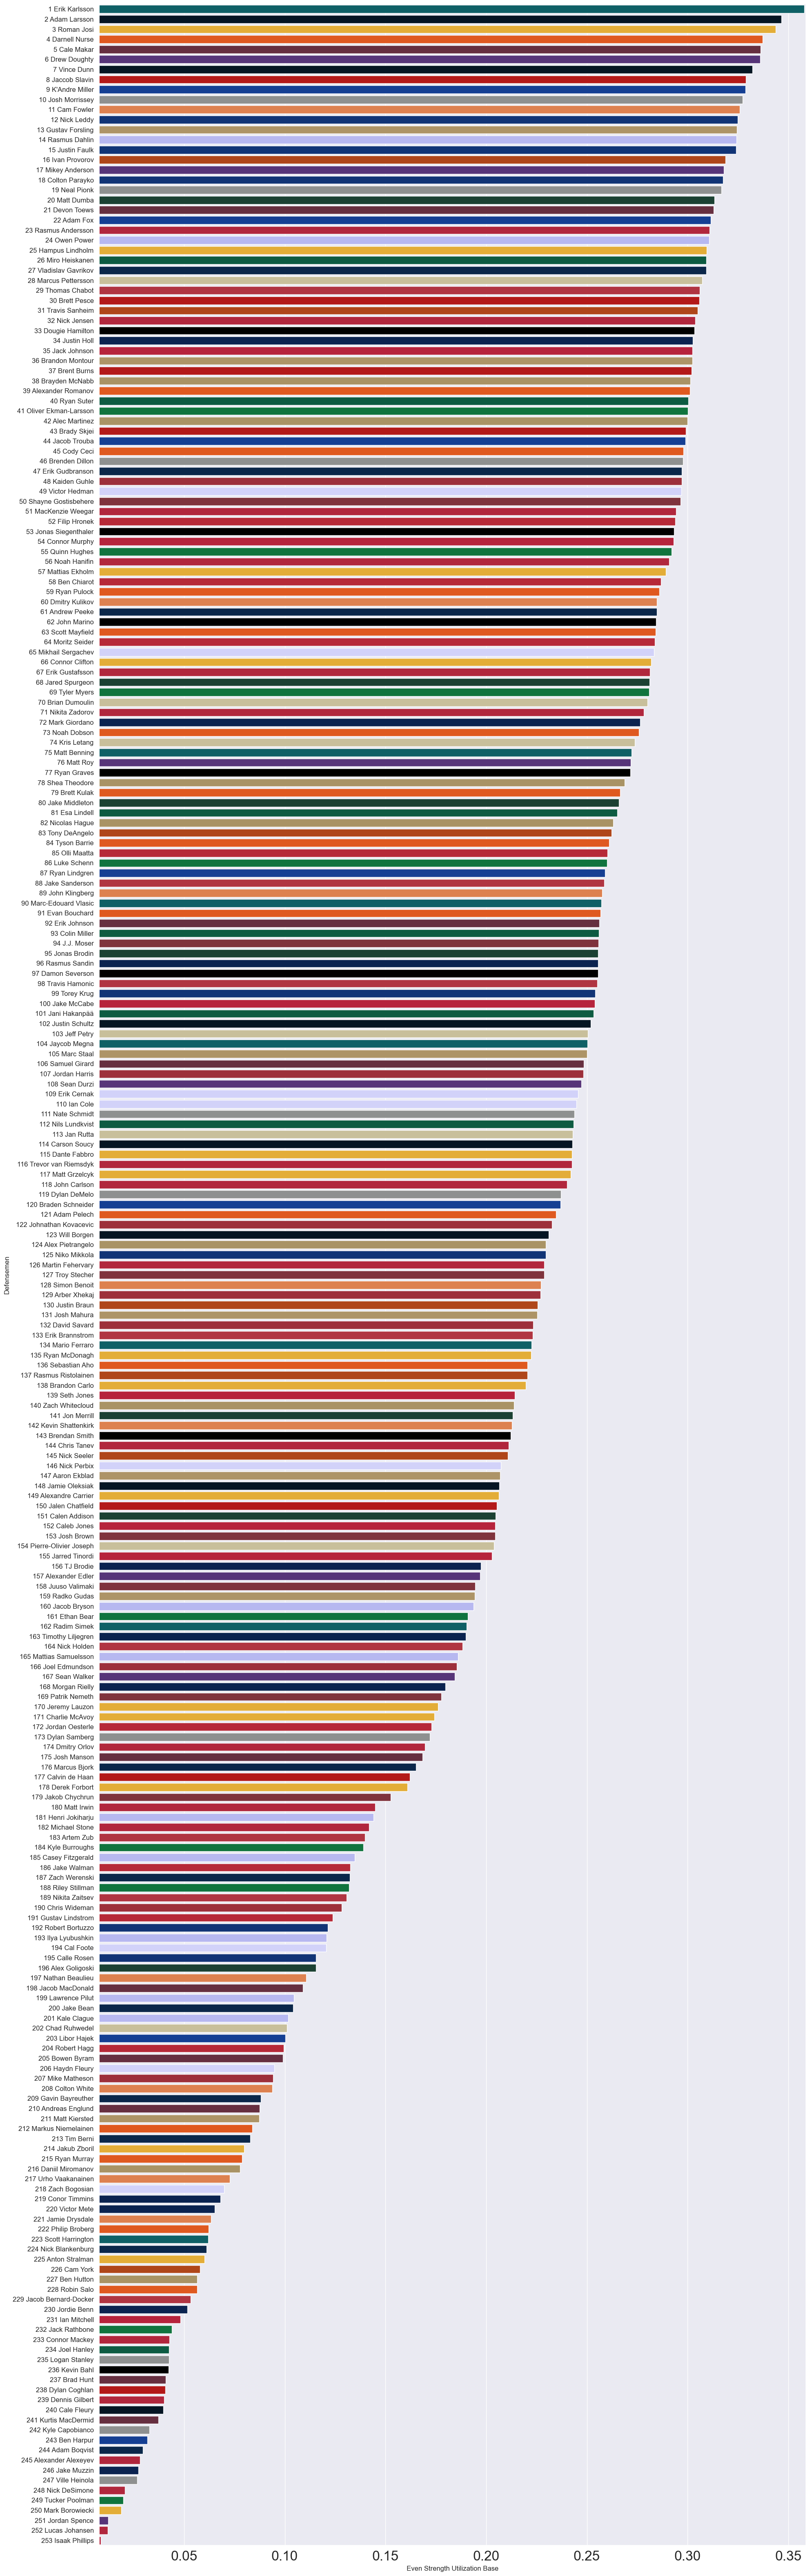 1 Erik Karlsson
2 Adam Larsson
3 Roman Josi
4 Darnell Nurse
5 Cale Makar
6 Drew Doughty
7 Vince Dunn
8 Jaccob Slavin
9 K'Andre Miller
10 Josh Morrissey
11 Cam Fowler
12 Nick Leddy
13 Gustav Forsling
14 Rasmus Dahlin
15 Justin Faulk
16 Ivan Provorov
17 Mikey Anderson
18 Colton Parayko
19 Neal Pionk
20 Matt Dumba
21 Devon Toews
22 Adam Fox
23 Rasmus Andersson
24 Owen Power
25 Hampus Lindholm
26 Miro Heiskanen
27 Vladislav Gavrikov
28 Marcus Pettersson
29 Thomas Chabot
30 Brett Pesce
31 Travis Sanheim
32 Nick Jensen
33 Dougie Hamilton
34 Justin Holl
35 Jack Johnson
36 Brandon Montour
37 Brent Burns
38 Brayden McNabb
39 Alexander Romanov
40 Ryan Suter
41 Oliver Ekman-Larsson
42 Alec Martinez
43 Brady Skjei
44 Jacob Trouba
45 Cody Ceci
46 Brenden Dillon
47 Erik Gudbranson
48 Kaiden Guhle
49 Victor Hedman
50 Shayne Gostisbehere
51 MacKenzie Weegar
52 Filip Hronek
53 Jonas Siegenthaler
54 Connor Murphy
55 Quinn Hughes
56 Noah Hanifin
57 Mattias Ekholm
58 Ben Chiarot
59 Ryan Pulock
60 Dmitry Kulikov
61 Andrew Peeke
62 John Marino
63 Scott Mayfield
64 Moritz Seider
65 Mikhail Sergachev
66 Connor Clifton
67 Erik Gustafsson
68 Jared Spurgeon
69 Tyler Myers
70 Brian Dumoulin
71 Nikita Zadorov
72 Mark Giordano
73 Noah Dobson
74 Kris Letang
75 Matt Benning
76 Matt Roy
77 Ryan Graves
78 Shea Theodore
79 Brett Kulak
80 Jake Middleton
81 Esa Lindell
82 Nicolas Hague
83 Tony DeAngelo
84 Tyson Barrie
85 Olli Maatta
86 Luke Schenn
87 Ryan Lindgren
88 Jake Sanderson
89 John Klingberg
90 Marc-Edouard Vlasic
91 Evan Bouchard
92 Erik Johnson
93 Colin Miller
94 J.J. Moser
95 Jonas Brodin
96 Rasmus Sandin
97 Damon Severson
98 Travis Hamonic
99 Torey Krug
100 Jake McCabe
101 Jani Hakanpää
102 Justin Schultz
103 Jeff Petry
104 Jaycob Megna
105 Marc Staal
106 Samuel Girard
107 Jordan Harris
108 Sean Durzi
109 Erik Cernak
110 Ian Cole
111 Nate Schmidt
112 Nils Lundkvist
113 Jan Rutta
114 Carson Soucy
115 Dante Fabbro
116 Trevor van Riemsdyk
117 Matt Grzelcyk
118 John Carlson
119 Dylan DeMelo
120 Braden Schneider
121 Adam Pelech
122 Johnathan Kovacevic
123 Will Borgen
124 Alex Pietrangelo
125 Niko Mikkola
126 Martin Fehervary
127 Troy Stecher
128 Simon Benoit
129 Arber Xhekaj
130 Justin Braun
131 Josh Mahura
132 David Savard
133 Erik Brannstrom
134 Mario Ferraro
135 Ryan McDonagh
136 Sebastian Aho
137 Rasmus Ristolainen
138 Brandon Carlo
139 Seth Jones
140 Zach Whitecloud
141 Jon Merrill
142 Kevin Shattenkirk
143 Brendan Smith
144 Chris Tanev
145 Nick Seeler
146 Nick Perbix
147 Aaron Ekblad
148 Jamie Oleksiak
149 Alexandre Carrier
150 Jalen Chatfield
151 Calen Addison
152 Caleb Jones
153 Josh Brown
154 Pierre-Olivier Joseph
155 Jarred Tinordi
156 TJ Brodie
157 Alexander Edler
158 Juuso Valimaki
159 Radko Gudas
160 Jacob Bryson
161 Ethan Bear
162 Radim Simek
163 Timothy Liljegren
164 Nick Holden
165 Mattias Samuelsson
166 Joel Edmundson
167 Sean Walker
168 Morgan Rielly
169 Patrik Nemeth
170 Jeremy Lauzon
171 Charlie McAvoy
172 Jordan Oesterle
173 Dylan Samberg
174 Dmitry Orlov
175 Josh Manson
176 Marcus Bjork
177 Calvin de Haan
178 Derek Forbort
179 Jakob Chychrun
180 Matt Irwin
181 Henri Jokiharju
182 Michael Stone
183 Artem Zub
184 Kyle Burroughs
185 Casey Fitzgerald
186 Jake Walman
187 Zach Werenski
188 Riley Stillman
189 Nikita Zaitsev
190 Chris Wideman
191 Gustav Lindstrom
192 Robert Bortuzzo
193 Ilya Lyubushkin
194 Cal Foote
195 Calle Rosen
196 Alex Goligoski
197 Nathan Beaulieu
198 Jacob MacDonald
199 Lawrence Pilut
200 Jake Bean
201 Kale Clague
202 Chad Ruhwedel
203 Libor Hajek
204 Robert Hagg
205 Bowen Byram
206 Haydn Fleury
207 Mike Matheson
208 Colton White
209 Gavin Bayreuther
210 Andreas Englund
211 Matt Kiersted
212 Markus Niemelainen
213 Tim Berni
214 Jakub Zboril
215 Ryan Murray
216 Daniil Miromanov
217 Urho Vaakanainen
218 Zach Bogosian
219 Conor Timmins
220 Victor Mete
221 Jamie Drysdale
222 Philip Broberg
223 Scott Harrington
224 Nick Blankenburg
225 Anton Stralman
226 Cam York
227 Ben Hutton
228 Robin Salo
229 Jacob Bernard-Docker
230 Jordie Benn
231 Ian Mitchell
232 Jack Rathbone
233 Connor Mackey
234 Joel Hanley
235 Logan Stanley
236 Kevin Bahl
237 Brad Hunt
238 Dylan Coghlan
239 Dennis Gilbert
240 Cale Fleury
241 Kurtis MacDermid
242 Kyle Capobianco
243 Ben Harpur
244 Adam Boqvist
245 Alexander Alexeyev
246 Jake Muzzin
247 Ville Heinola
248 Nick DeSimone
249 Tucker Poolman
250 Mark Borowiecki
251 Jordan Spence
252 Lucas Johansen
253 Isaak Phillips
Defensemen
0.05 0.10 0.15 0.20 0.25 0.30 0.35
Even Strength Utilization Base